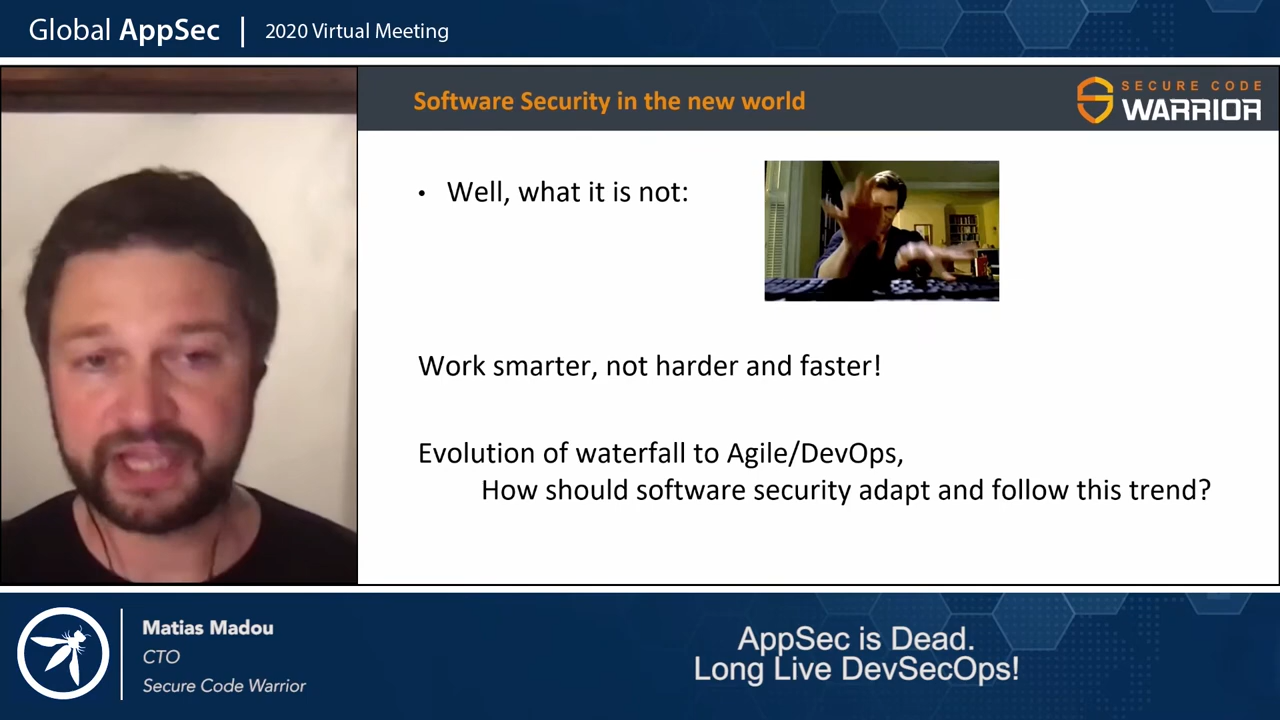 Global AppSec | 2020 Virtual Meeting
Software Security in the new world
SECURE CODE
WARRIOR
• Well, what it is not:
Work smarter, not harder and faster!
Evolution of waterfall to Agile/DevOps,
How should software security adapt and follow this trend?
Matias Madou
CTO
Secure Code Warrior
AppSec is Dead.
Long Live DevSecOps!